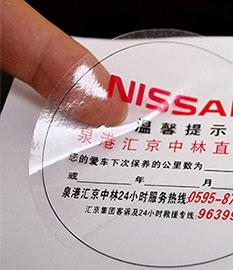 NISSA
温馨提示
泉港汇京中林直
您的爱车下次保养的公里数为
或 年 月
泉港汇京中林24小时服务热线:0595-87
汇京集团客诉及24小时救援专线:96399